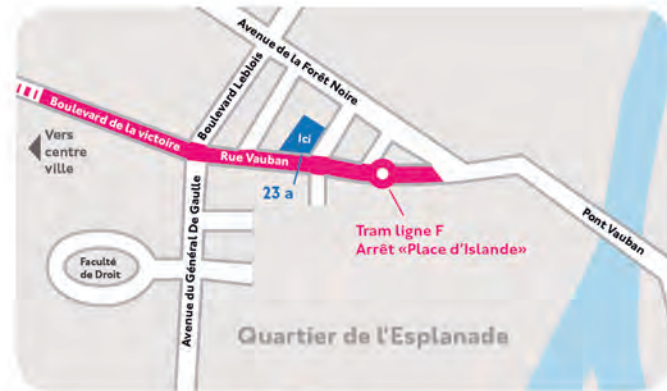 Avenue de la Forêt Noire
Boulevard Leblois
Boulevard de la victoire
Vers
centre
ville
Ici
Rue Vauban
23 a
Tram ligne F
Arrêt «Place d'Islande»
Pont Vauban
Faculté
de Droit
Avenue du Général De Gaulle
Quartier de l'Esplanade